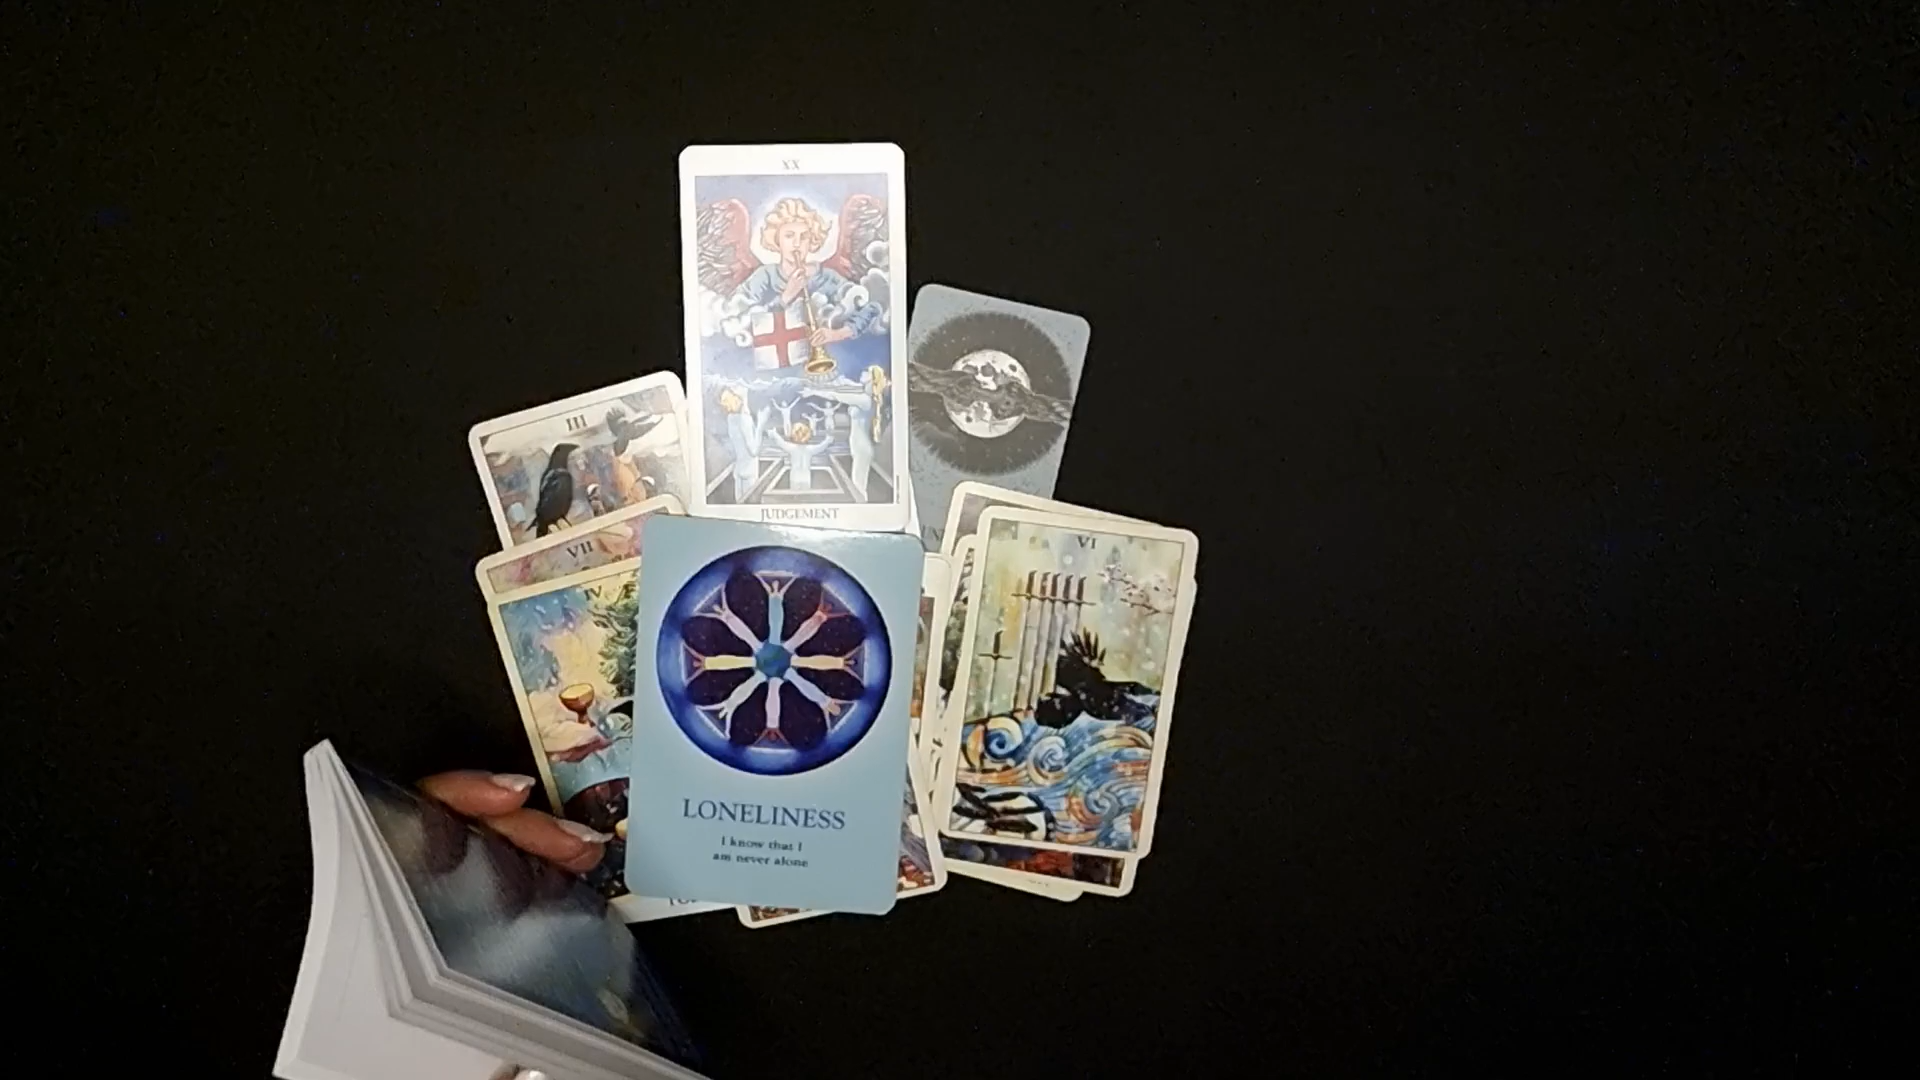 XX
JUDGEMENT
III
VII
IV
VI
LONELINESS
I know that I
am never alone